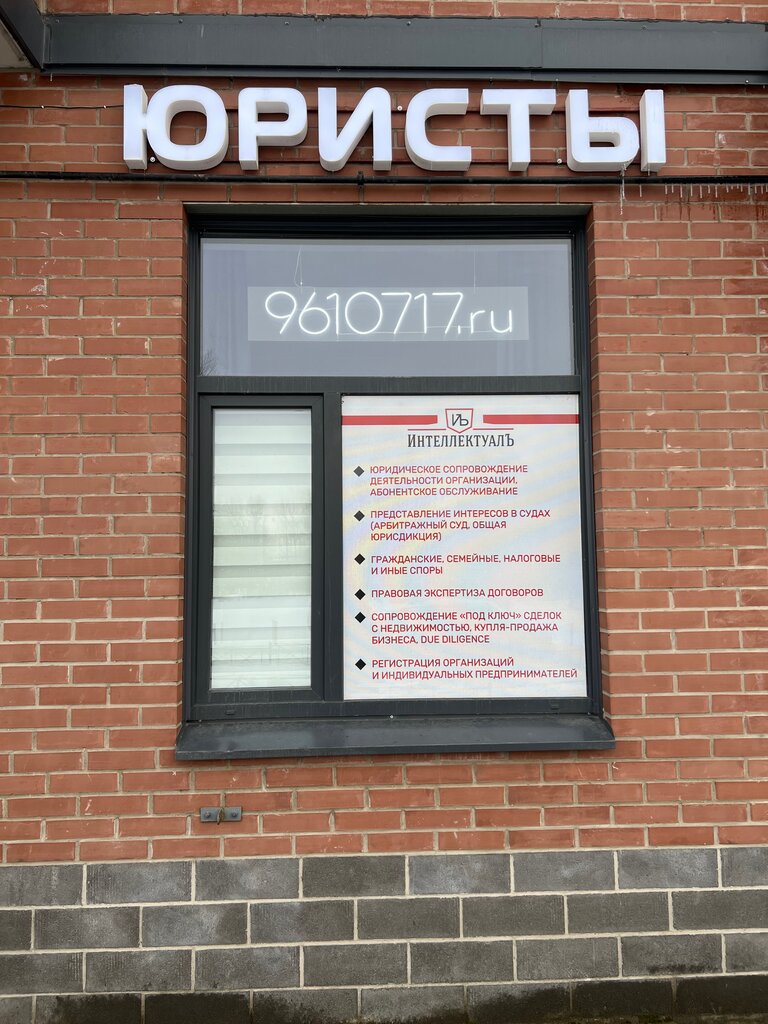 ЮРИСТЫ
9610717.ru
ИЪ
ИНТЕЛЛЕКТУАЛЪ
ЮРИДИЧЕСКОЕ СОПРОВОЖДЕНИЕ
ДЕЯТЕЛЬНОСТИ ОРГАНИЗАЦИИ,
АБОНЕНТСКОЕ ОБСЛУЖИВАНИЕ
ПРЕДСТАВЛЕНИЕ ИНТЕРЕСОВ В СУДАХ
(АРБИТРАЖНЫЙ СУД, ОБЩАЯ
ЮРИСДИКЦИЯ)
ГРАЖДАНСКИЕ, СЕМЕЙНЫЕ, НАЛОГОВЫЕ
И ИНЫЕ СПОРЫ
ПРАВОВАЯ ЭКСПЕРТИЗА ДОГОВОРОВ
СОПРОВОЖДЕНИЕ «ПОД КЛЮЧ» СДЕЛОК
С НЕДВИЖИМОСТЬЮ, КУПЛЯ-ПРОДАЖА
БИЗНЕСА, DUE DILIGENCE
РЕГИСТРАЦИЯ ОРГАНИЗАЦИЙ
И ИНДИВИДУАЛЬНЫХ ПРЕДПРИНИМАТЕЛЕЙ